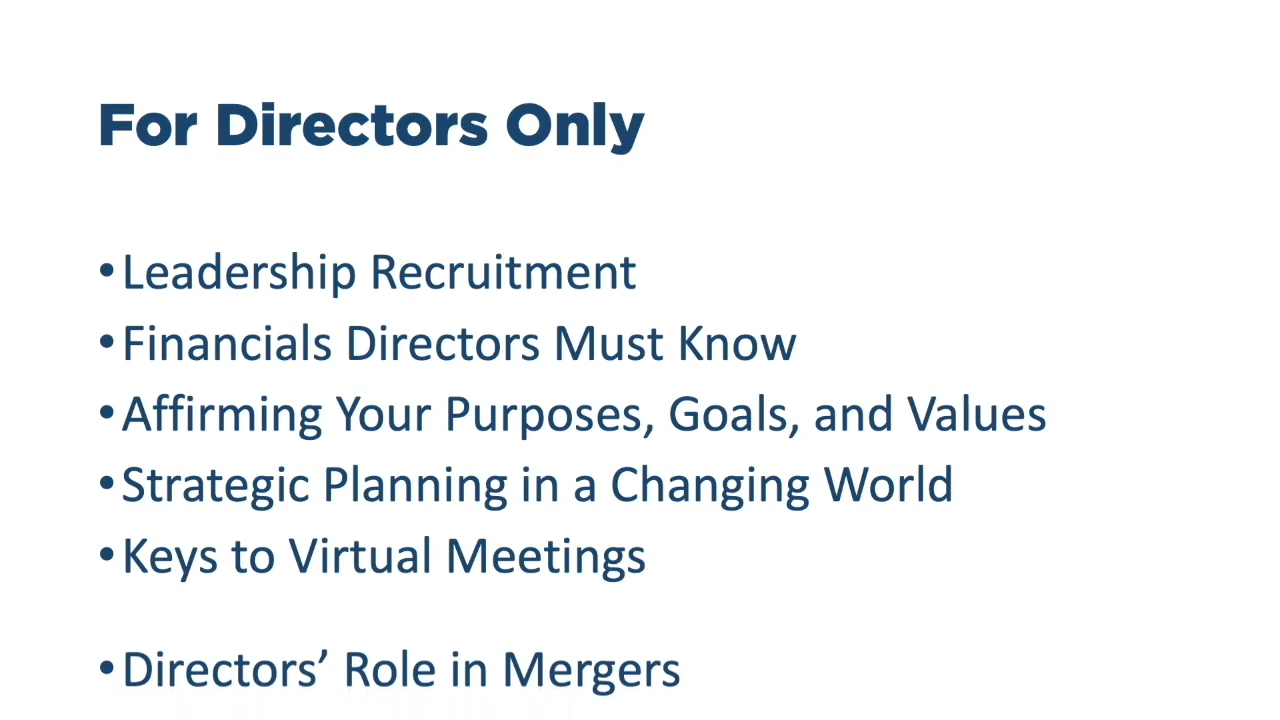 For Directors Only
•Leadership Recruitment
•Financials Directors Must Know
•Affirming Your Purposes, Goals, and Values
•Strategic Planning in a Changing World
•Keys to Virtual Meetings
•Directors’ Role in Mergers